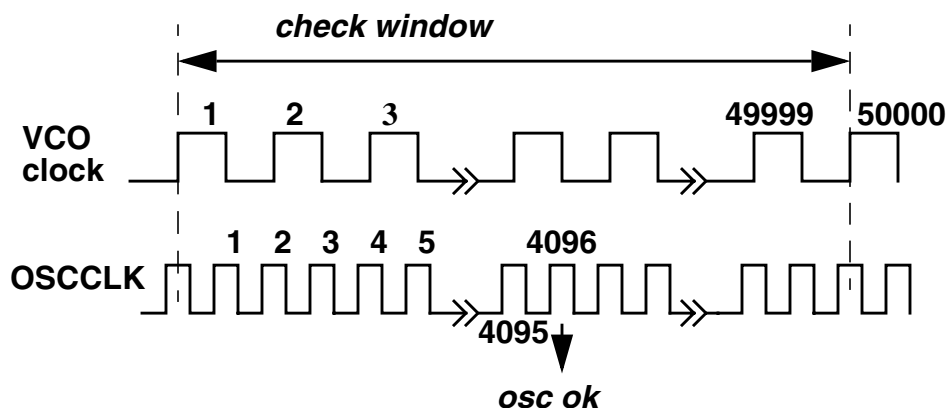 check window
1 2 3 49999 50000
VCO
clock
1 2 3 4 5 4096
OSCCLK
4095
osc ok